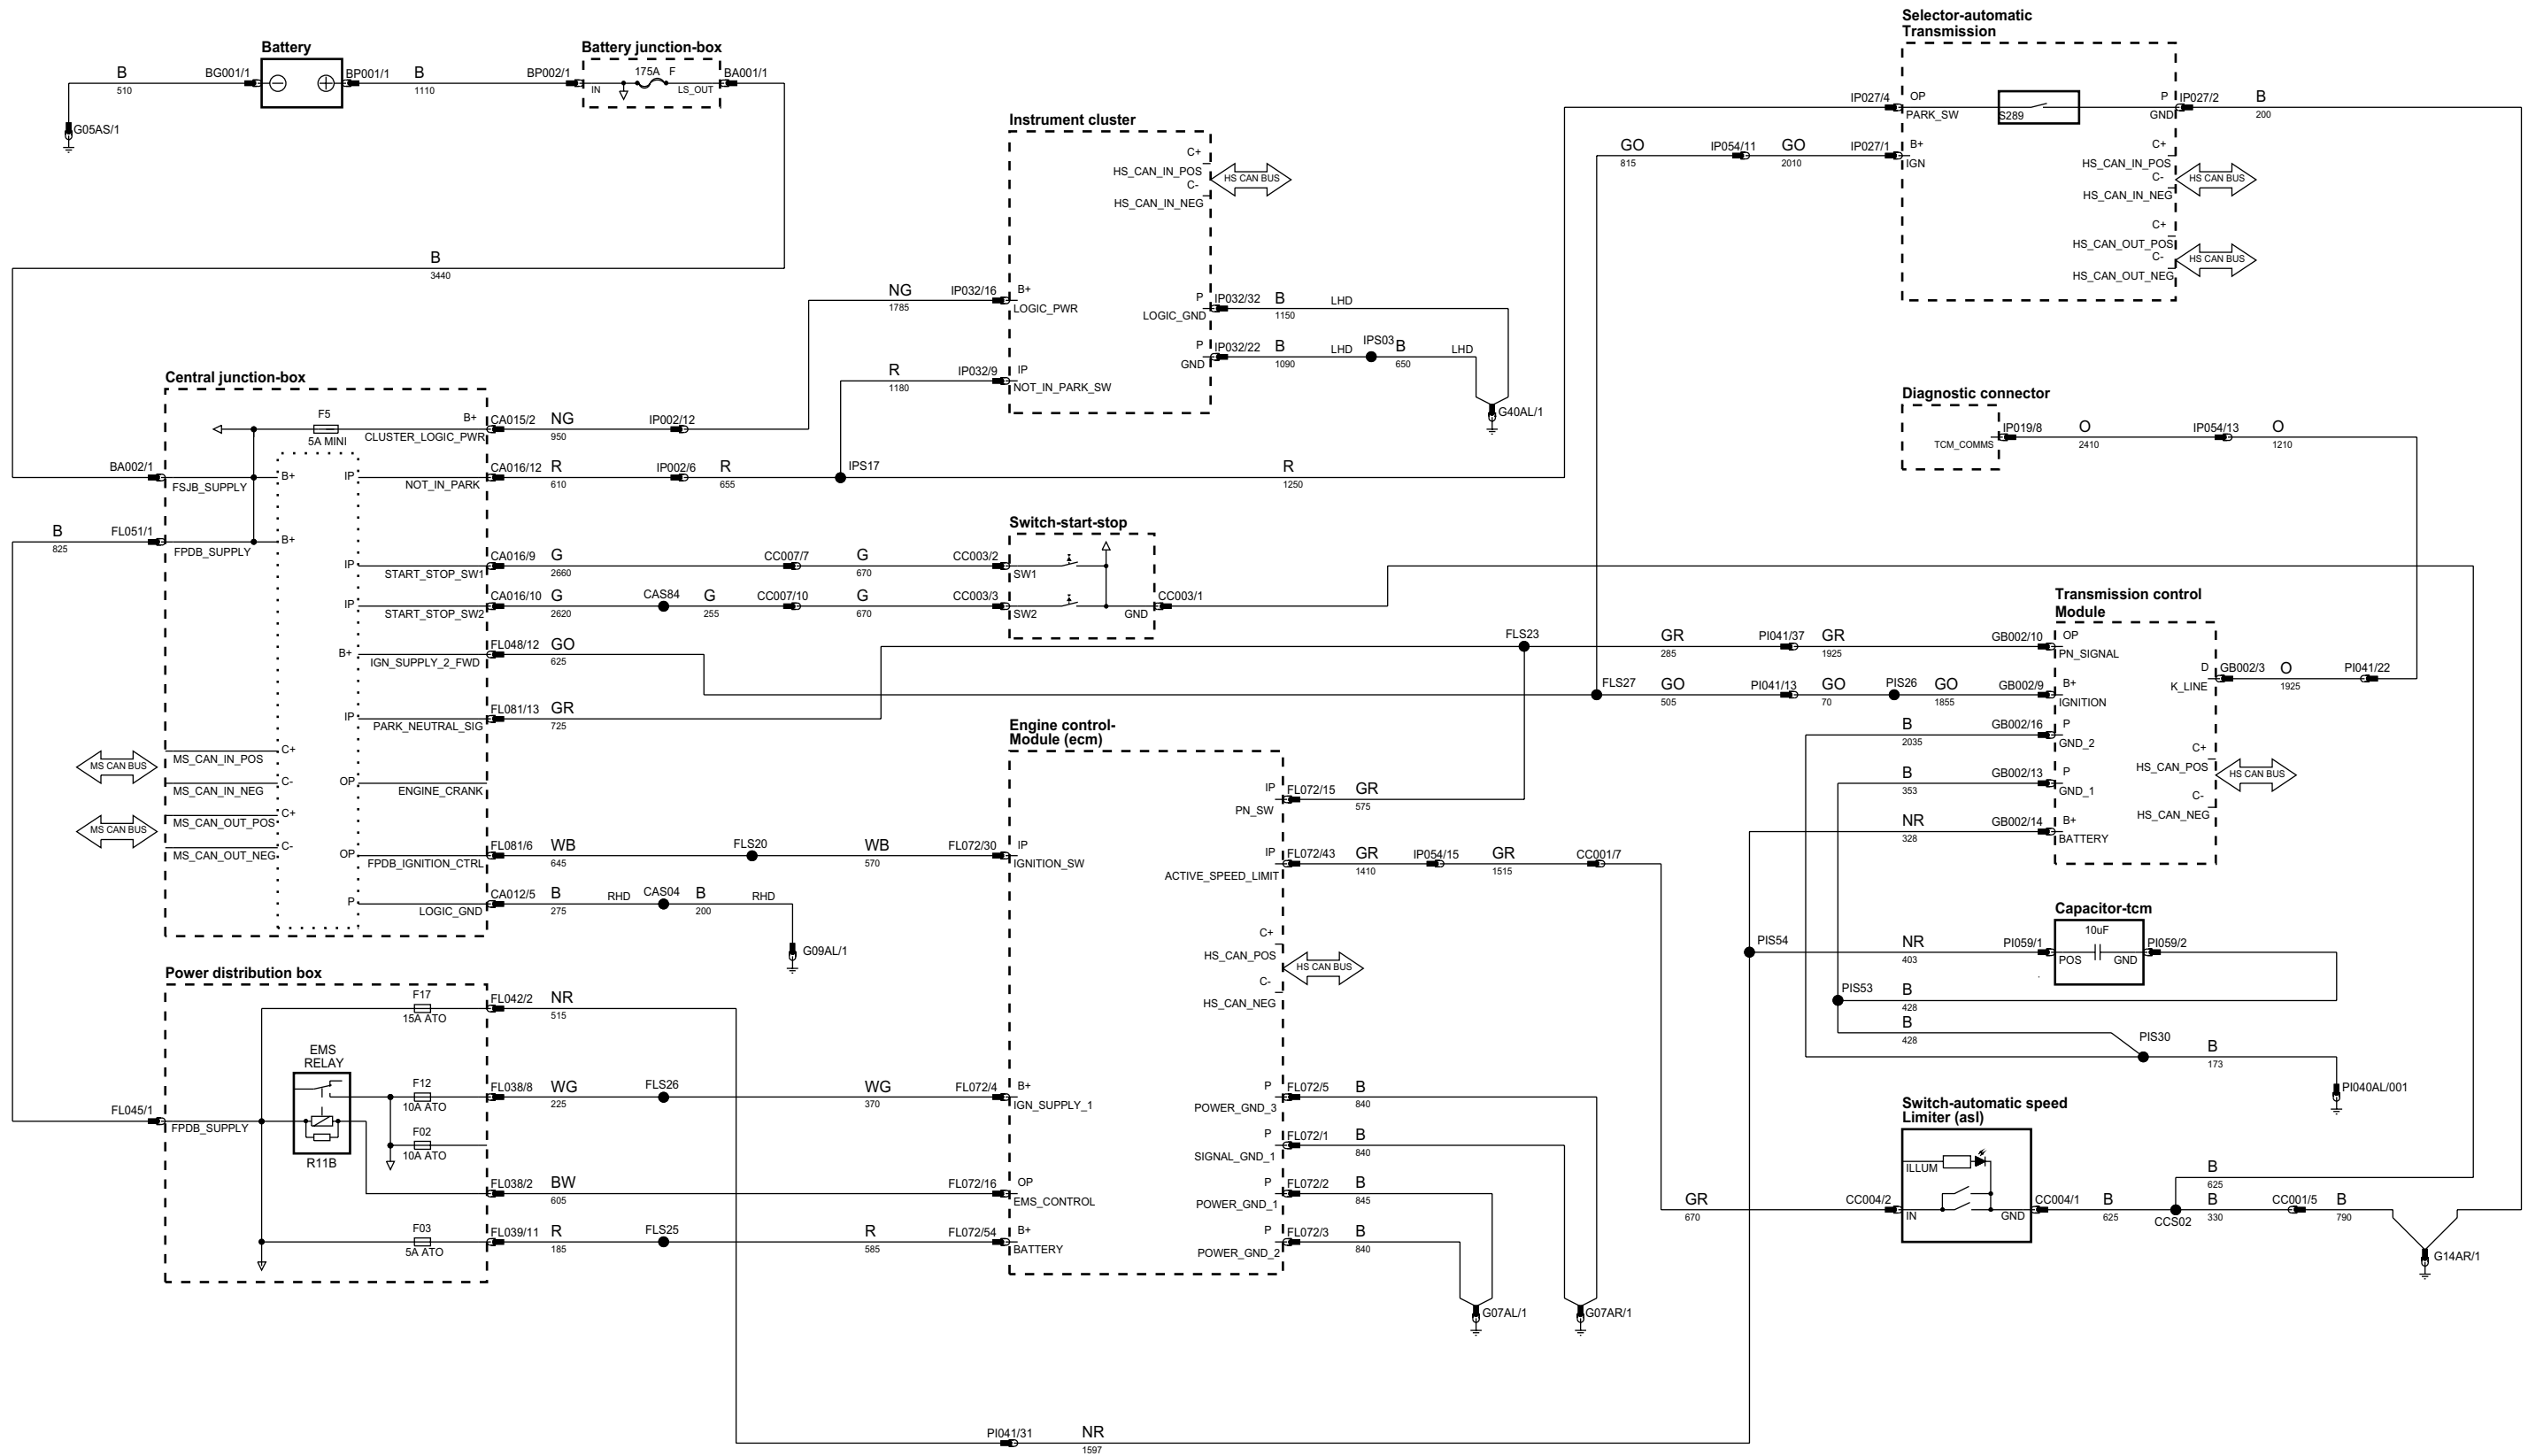 Selector-automatic
Transmission
Battery
B
510
BG001/1
BP001/1
B
1110
G05AS/1
Battery junction-box
BP002/1
175A F
IN
LS_OUT
BA001/1
B
3440
IP027/4
OP
PARK_SW
S289
P
GND
IP027/2
B
200
GO
815
IP054/11
GO
2010
IP027/1
B+
IGN
C+
HS_CAN_IN_POS
C-
HS_CAN_IN_NEG
HS CAN BUS
C+
HS_CAN_OUT_POS
C-
HS_CAN_OUT_NEG
HS CAN BUS
Instrument cluster
C+
HS_CAN_IN_POS
C-
HS_CAN_IN_NEG
HS CAN BUS
NG
1785
IP032/16
B+
LOGIC_PWR
P
LOGIC_GND
IP032/32
B
1150
LHD
R
1180
IP032/9
IP
NOT_IN_PARK_SW
P
GND
IP032/22
B
1090
LHD
IPS03
B
650
LHD
G40AL/1
Diagnostic connector
TCM_COMMS
IP019/8
O
2410
IP054/13
O
1210
Central junction-box
F5
5A MINI
B+
CLUSTER_LOGIC_PWR
CA015/2
NG
950
IP002/12
BA002/1
FSJB_SUPPLY
B+
IP
NOT_IN_PARK
CA016/12
R
610
IP002/6
R
655
IPS17
R
1250
B
825
FL051/1
FPDB_SUPPLY
B+
IP
START_STOP_SW1
CA016/9
G
2660
CC007/7
G
670
CC003/2
IP
START_STOP_SW2
CA016/10
G
2620
CAS84
G
255
CC007/10
G
670
CC003/3
Switch-start-stop
SW1
SW2
GND
CC003/1
B+
IGN_SUPPLY_2_FWD
FL048/12
GO
625
IP
PARK_NEUTRAL_SIG
FL081/13
GR
725
MS CAN BUS
MS_CAN_IN_POS
C+
MS_CAN_IN_NEG
C-
OP
ENGINE_CRANK
MS CAN BUS
MS_CAN_OUT_POS
C+
MS_CAN_OUT_NEG
C-
OP
FPDB_IGNITION_CTRL
FL081/6
WB
645
FLS20
WB
570
FL072/30
P
LOGIC_GND
CA012/5
B
275
RHD
CAS04
B
200
RHD
G09AL/1
FLS23
GR
285
PI041/37
GR
1925
GB002/10
FLS27
GO
505
PI041/13
GO
70
PIS26
GO
1855
GB002/9
Transmission control
Module
OP
PN_SIGNAL
D
K_LINE
GB002/3
O
1925
PI041/22
B+
IGNITION
B
2035
GB002/16
P
GND_2
B
353
GB002/13
P
GND_1
C+
HS_CAN_POS
C-
HS_CAN_NEG
HS CAN BUS
NR
328
GB002/14
B+
BATTERY
Engine control-
Module (ecm)
IP
PN_SW
FL072/15
GR
575
IP
IGNITION_SW
IP
ACTIVE_SPEED_LIMIT
FL072/43
GR
1410
IP054/15
GR
1515
CC001/7
C+
HS_CAN_POS
C-
HS_CAN_NEG
HS CAN BUS
B+
IGN_SUPPLY_1
P
POWER_GND_3
FL072/5
B
840
P
SIGNAL_GND_1
FL072/1
B
840
OP
EMS_CONTROL
P
POWER_GND_1
FL072/2
B
845
B+
BATTERY
P
POWER_GND_2
FL072/3
B
840
G07AL/1
G07AR/1
Capacitor-tcm
10uF
PIS54
NR
403
PI059/1
POS
GND
PI059/2
PIS53
B
428
B
428
PIS30
B
173
PI040AL/001
Power distribution box
F17
15A ATO
FL042/2
NR
515
EMS
RELAY
R11B
F12
10A ATO
FL038/8
WG
225
FLS26
WG
370
FL072/4
FL045/1
FPDB_SUPPLY
F02
10A ATO
FL038/2
BW
605
FL072/16
F03
5A ATO
FL039/11
R
185
FLS25
R
585
FL072/54
Switch-automatic speed
Limiter (asl)
ILLUM
GR
670
CC004/2
IN
GND
CC004/1
B
625
CCS02
B
625
B
330
CC001/5
B
790
G14AR/1
PI041/31
NR
1597